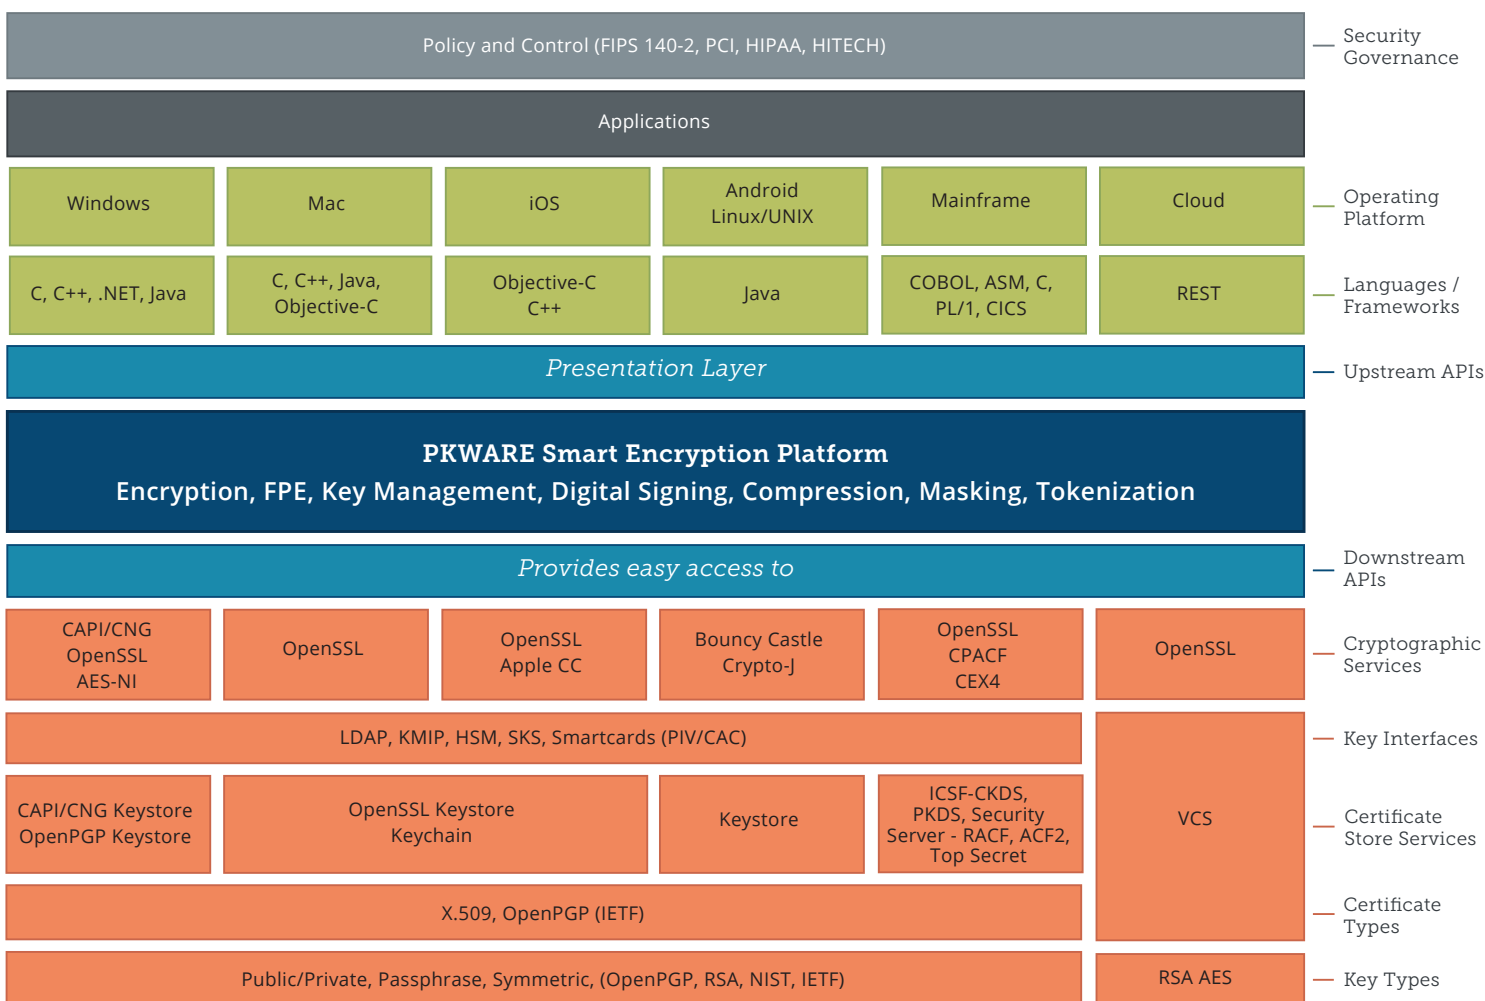 Policy and Control (FIPS 140-2, PCI, HIPAA, HITECH)
Security
Governance
Applications
Windows
Mac
iOS
Android
Linux/UNIX
Mainframe
Cloud
Operating
Platform
C, C++, .NET, Java
C, C++, Java,
Objective-C
Objective-C
C++
Java
COBOL, ASM, C,
PL/1, CICS
REST
Languages /
Frameworks
Presentation Layer
Upstream APIs
PKWARE Smart Encryption Platform
Encryption, FPE, Key Management, Digital Signing, Compression, Masking, Tokenization
Provides easy access to
Downstream
APIs
CAPI/CNG
OpenSSL
AES-NI
OpenSSL
OpenSSL
Apple CC
Bouncy Castle
Crypto-J
OpenSSL
CPACF
CEX4
OpenSSL
Cryptographic
Services
LDAP, KMIP, HSM, SKS, Smartcards (PIV/CAC)
Key Interfaces
CAPI/CNG Keystore
OpenPGP Keystore
OpenSSL Keystore
Keychain
Keystore
ICSF-CKDS,
PKDS, Security
Server - RACF, ACF2,
Top Secret
VCS
Certificate
Store Services
X.509, OpenPGP (IETF)
Certificate
Types
Public/Private, Passphrase, Symmetric, (OpenPGP, RSA, NIST, IETF)
RSA AES
Key Types